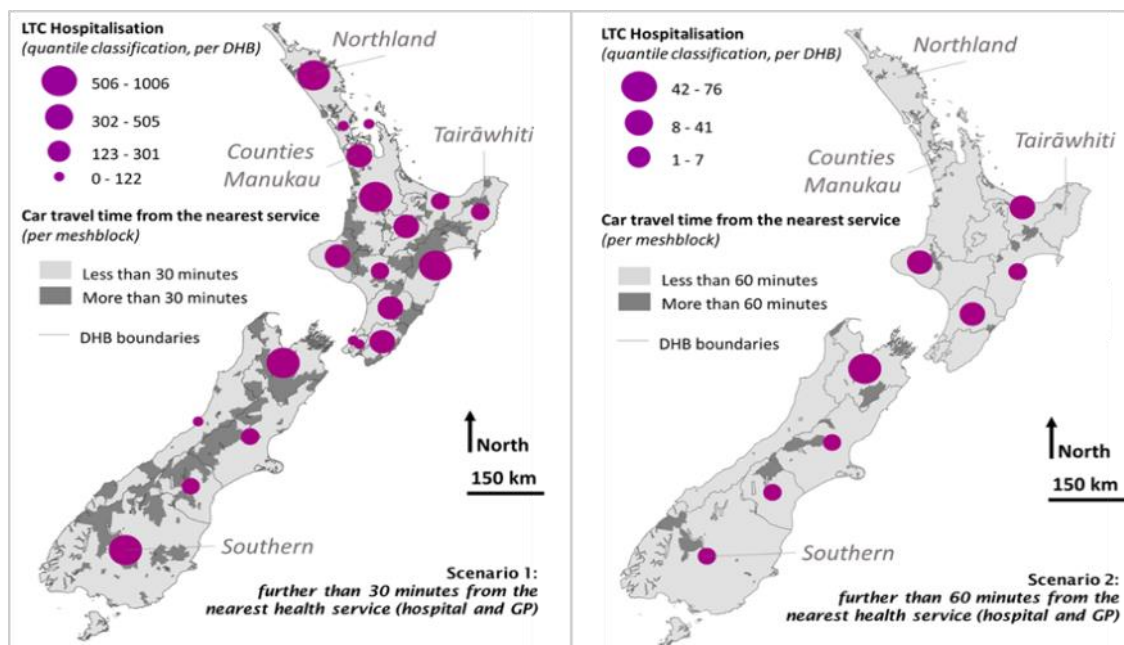 LTC Hospitalisation
(quantile classification, per DHB)
506 - 1006
302 - 505
123 - 301
0 - 122
Car travel time from the nearest service
(per meshblock)
Less than 30 minutes
More than 30 minutes
DHB boundaries
Northland
Tairāwhiti
Counties
Manukau
North
150 km
Southern
Scenario 1:
further than 30 minutes from the
nearest health service (hospital and GP)
LTC Hospitalisation
(quantile classification, per DHB)
42 - 76
8 - 41
1 - 7
Car travel time from the nearest service
(per meshblock)
Less than 60 minutes
More than 60 minutes
DHB boundaries
Northland
Tairāwhiti
Counties
Manukau
North
150 km
Southern
Scenario 2:
further than 60 minutes from the
nearest health service (hospital and GP)